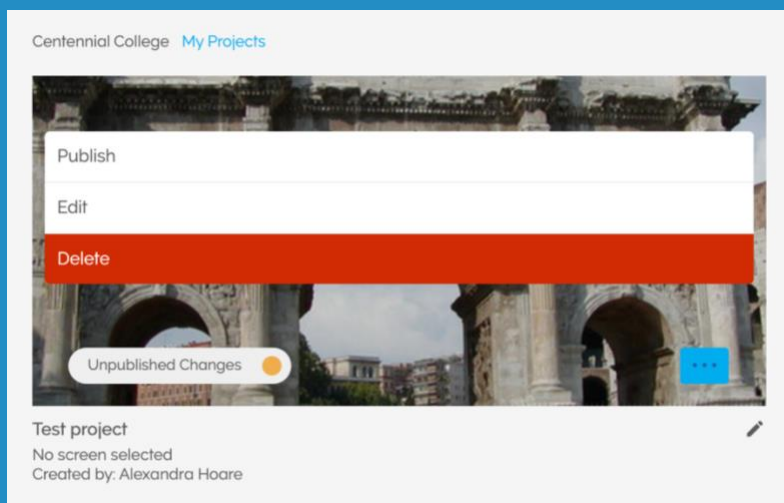 Centennial College My Projects
Publish
Edit
Delete
Unpublished Changes
Test project
No screen selected
Created by: Alexandra Hoare